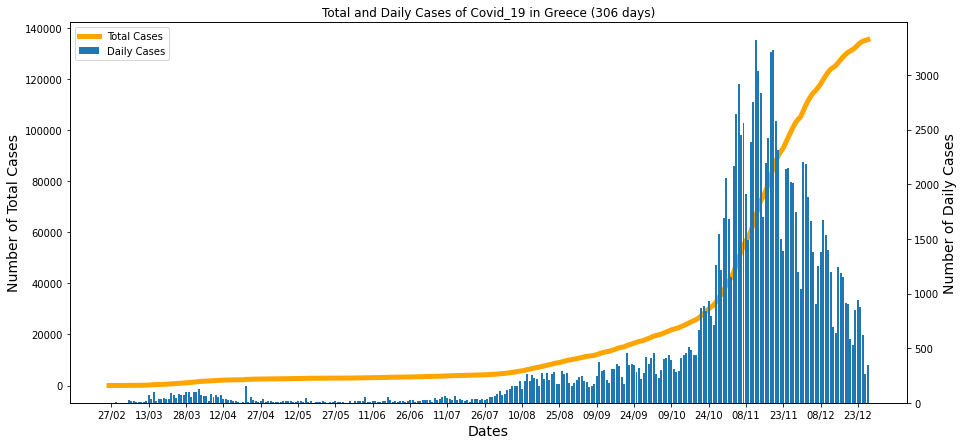 Total and Daily Cases of Covid_19 in Greece (306 days)
Total Cases
Daily Cases
Number of Total Cases
140000
120000
100000
80000
60000
40000
20000
0
Number of Daily Cases
3000
2500
2000
1500
1000
500
0
27/02 13/03 28/03 12/04 27/04 12/05 27/05 11/06 26/06 11/07 26/07 10/08 25/08 09/09 24/09 09/10 24/10 08/11 23/11 08/12 23/12
Dates